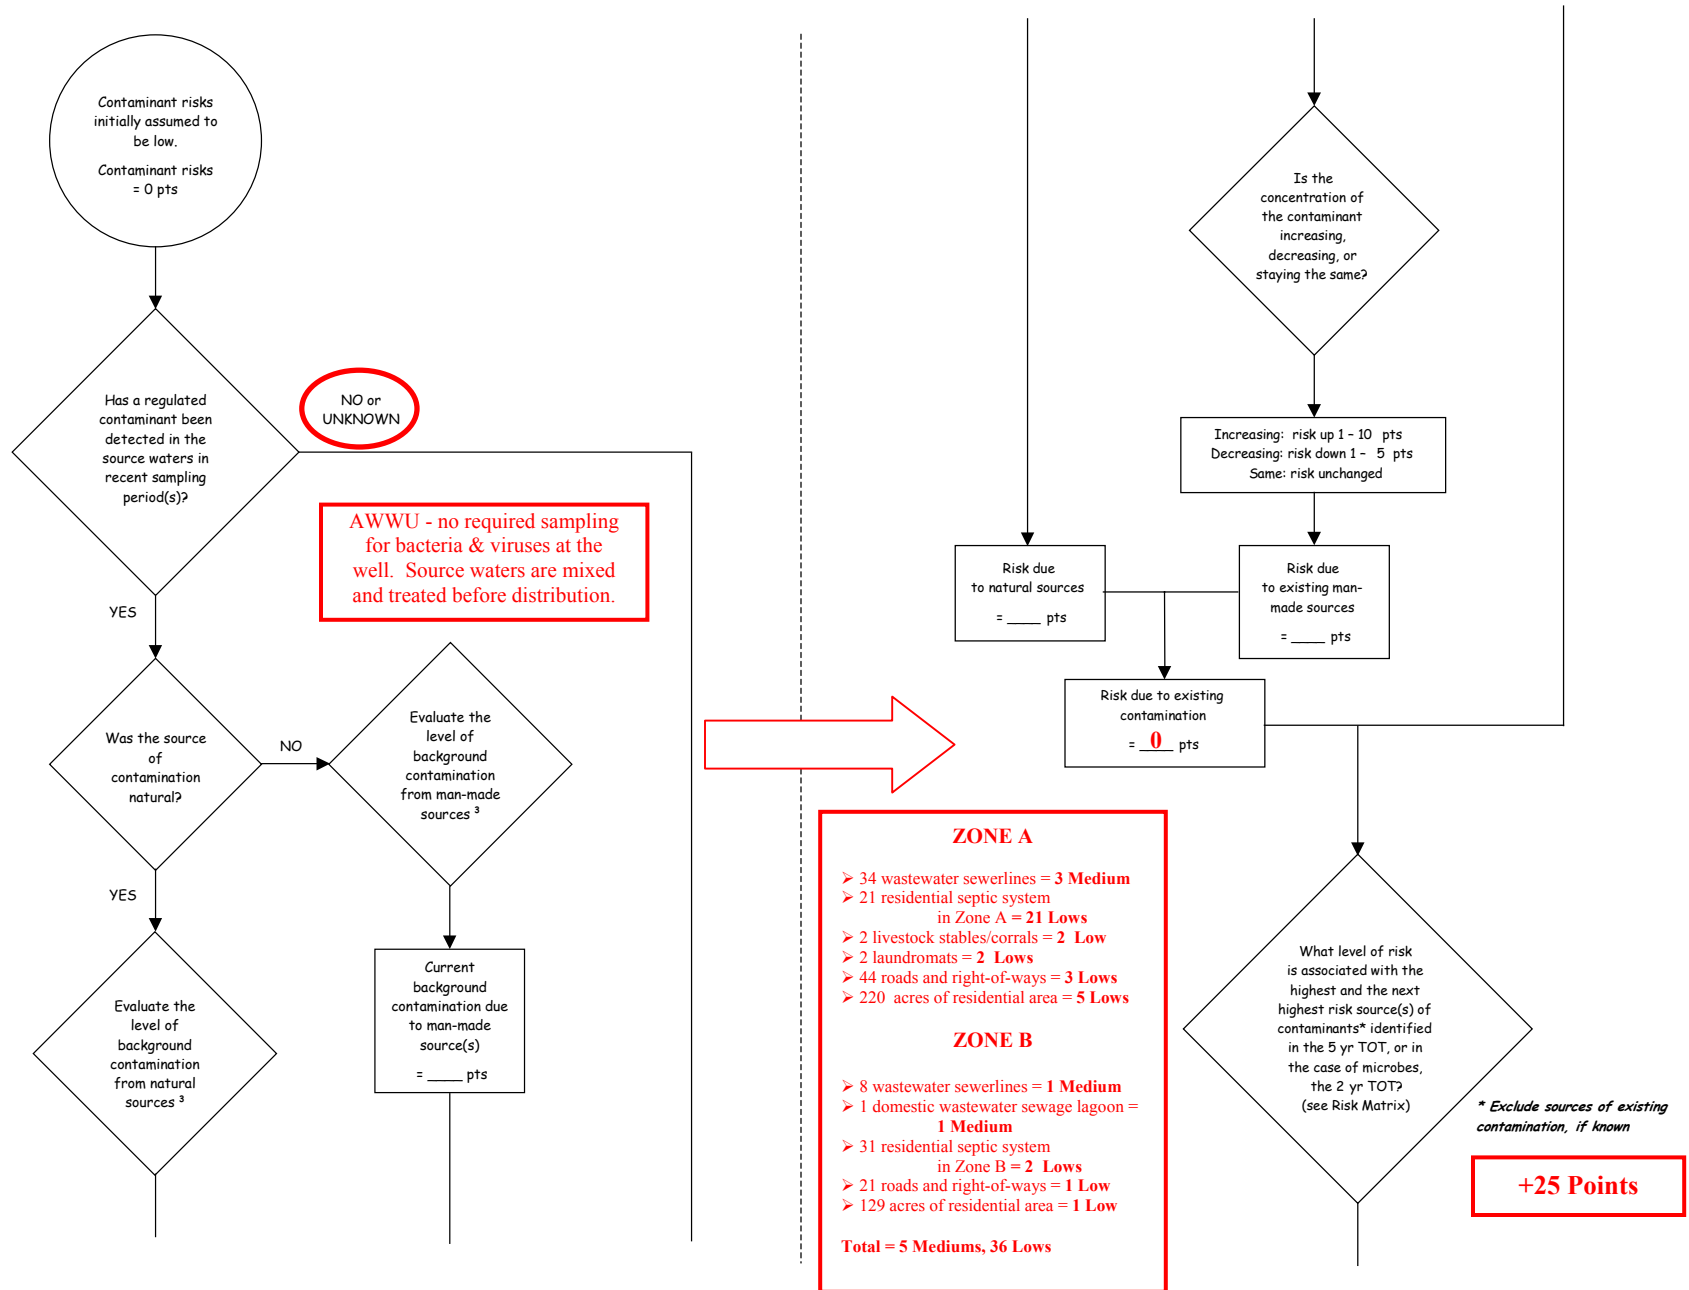 Contaminant risks
initially assumed to
be low.
Contaminant risks
= 0 pts
Has a regulated
contaminant been
detected in the
source waters in
recent sampling
period(s)?
NO or
UNKNOWN
AWWU - no required sampling
for bacteria & viruses at the
well. Source waters are mixed
and treated before distribution.
YES
Was the source
of
contamination
natural?
NO
Evaluate the
level of
background
contamination
from man-made
sources ³
YES
Evaluate the
level of
background
contamination
from natural
sources ³
Current
background
contamination due
to man-made
source(s)
= ____ pts
Is the
concentration of
the contaminant
increasing,
decreasing, or
staying the same?
Increasing: risk up 1 - 10 pts
Decreasing: risk down 1 - 5 pts
Same: risk unchanged
Risk due
to natural sources
= ____ pts
Risk due
to existing man-
made sources
= ____ pts
Risk due to existing
contamination
= __0__ pts
ZONE A
➢ 34 wastewater sewerlines = 3 Medium
➢ 21 residential septic system
in Zone A = 21 Lows
➢ 2 livestock stables/corrals = 2 Low
➢ 2 laundromats = 2 Lows
➢ 44 roads and right-of-ways = 3 Lows
➢ 220 acres of residential area = 5 Lows
ZONE B
➢ 8 wastewater sewerlines = 1 Medium
➢ 1 domestic wastewater sewage lagoon =
1 Medium
➢ 31 residential septic system
in Zone B = 2 Lows
➢ 21 roads and right-of-ways = 1 Low
➢ 129 acres of residential area = 1 Low
Total = 5 Mediums, 36 Lows
What level of risk
is associated with the
highest and the next
highest risk source(s) of
contaminants* identified
in the 5 yr TOT, or in
the case of microbes,
the 2 yr TOT?
(see Risk Matrix)
* Exclude sources of existing
contamination, if known
+25 Points